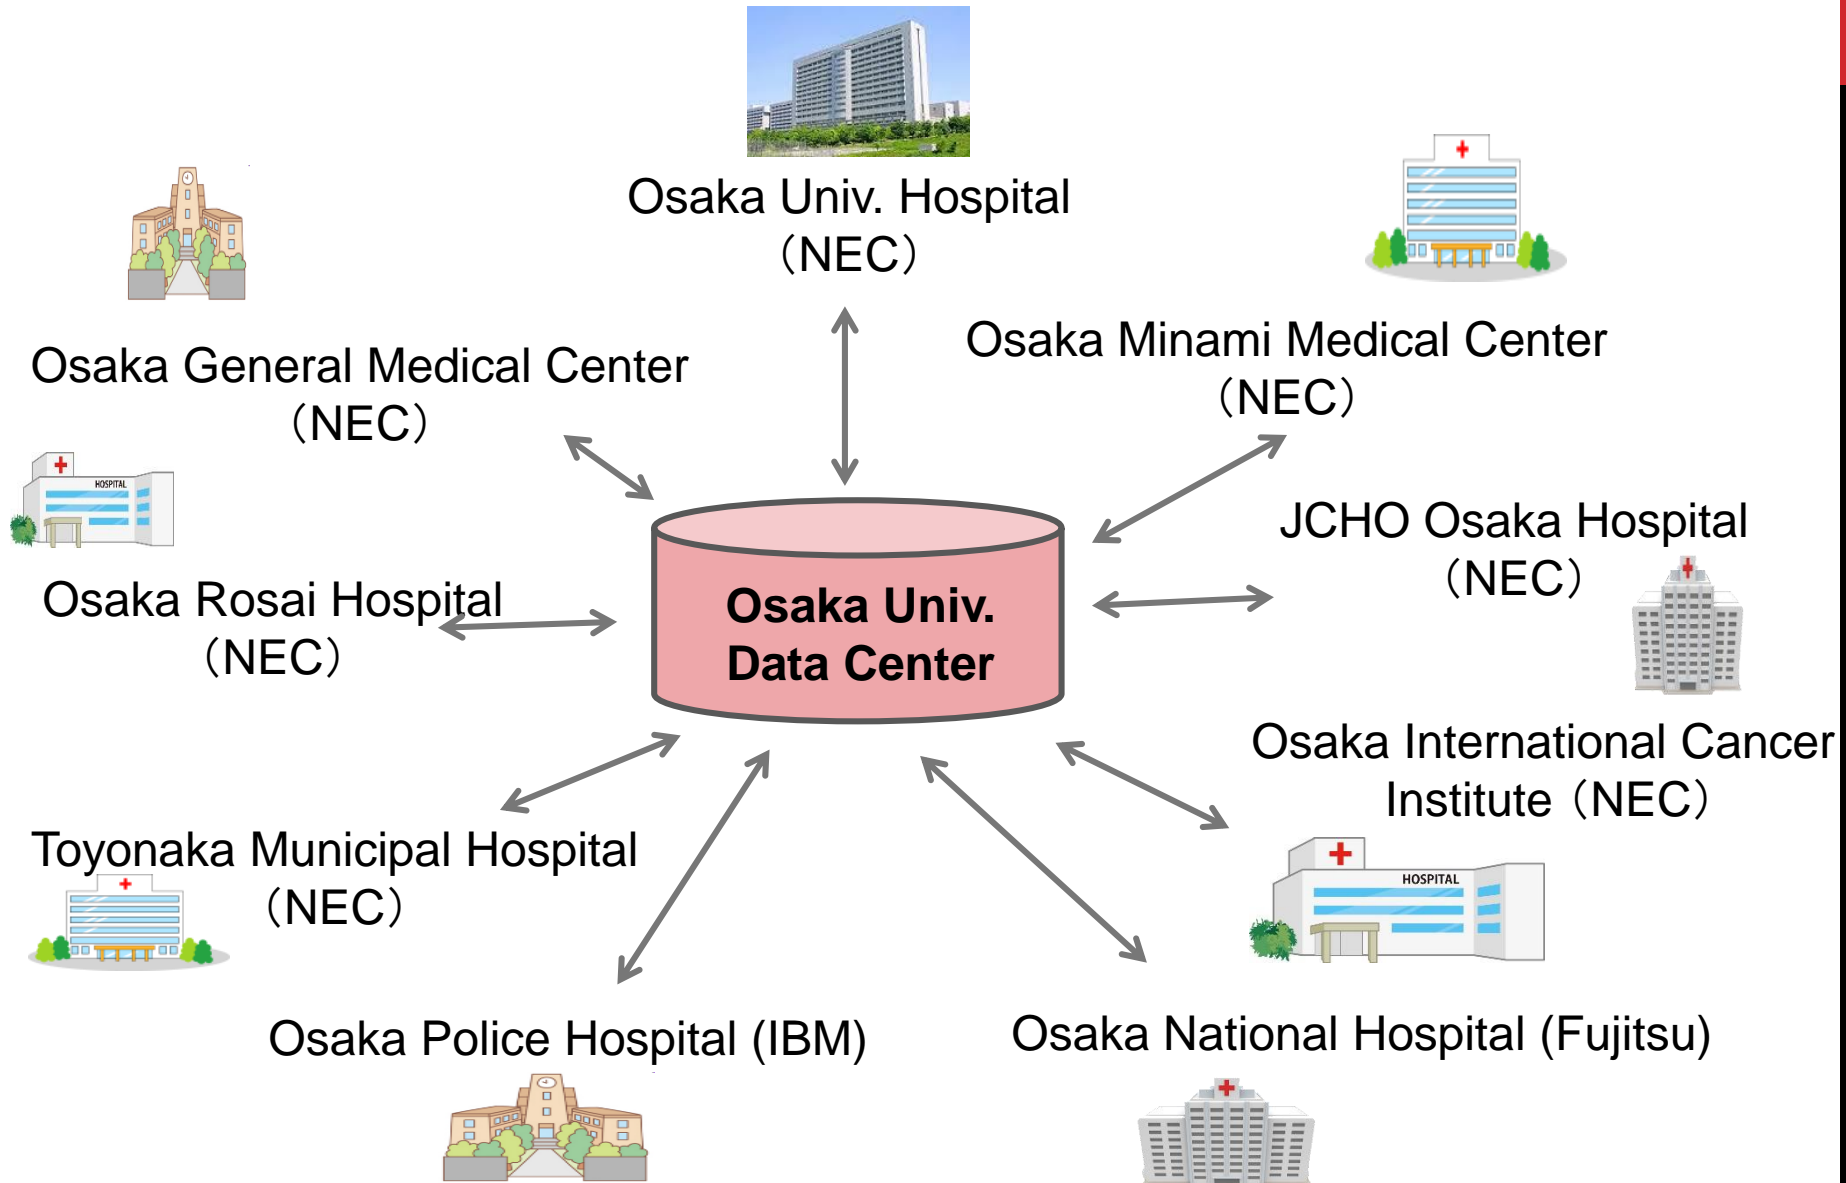 Osaka Univ. Hospital
（NEC）
Osaka General Medical Center
（NEC）
Osaka Minami Medical Center
（NEC）
HOSPITAL
Osaka Rosai Hospital
（NEC）
JCHO Osaka Hospital
（NEC）
Osaka Univ.
Data Center
Osaka International Cancer
Institute（NEC）
HOSPITAL
Toyonaka Municipal Hospital
（NEC）
Osaka Police Hospital (IBM)
Osaka National Hospital (Fujitsu)